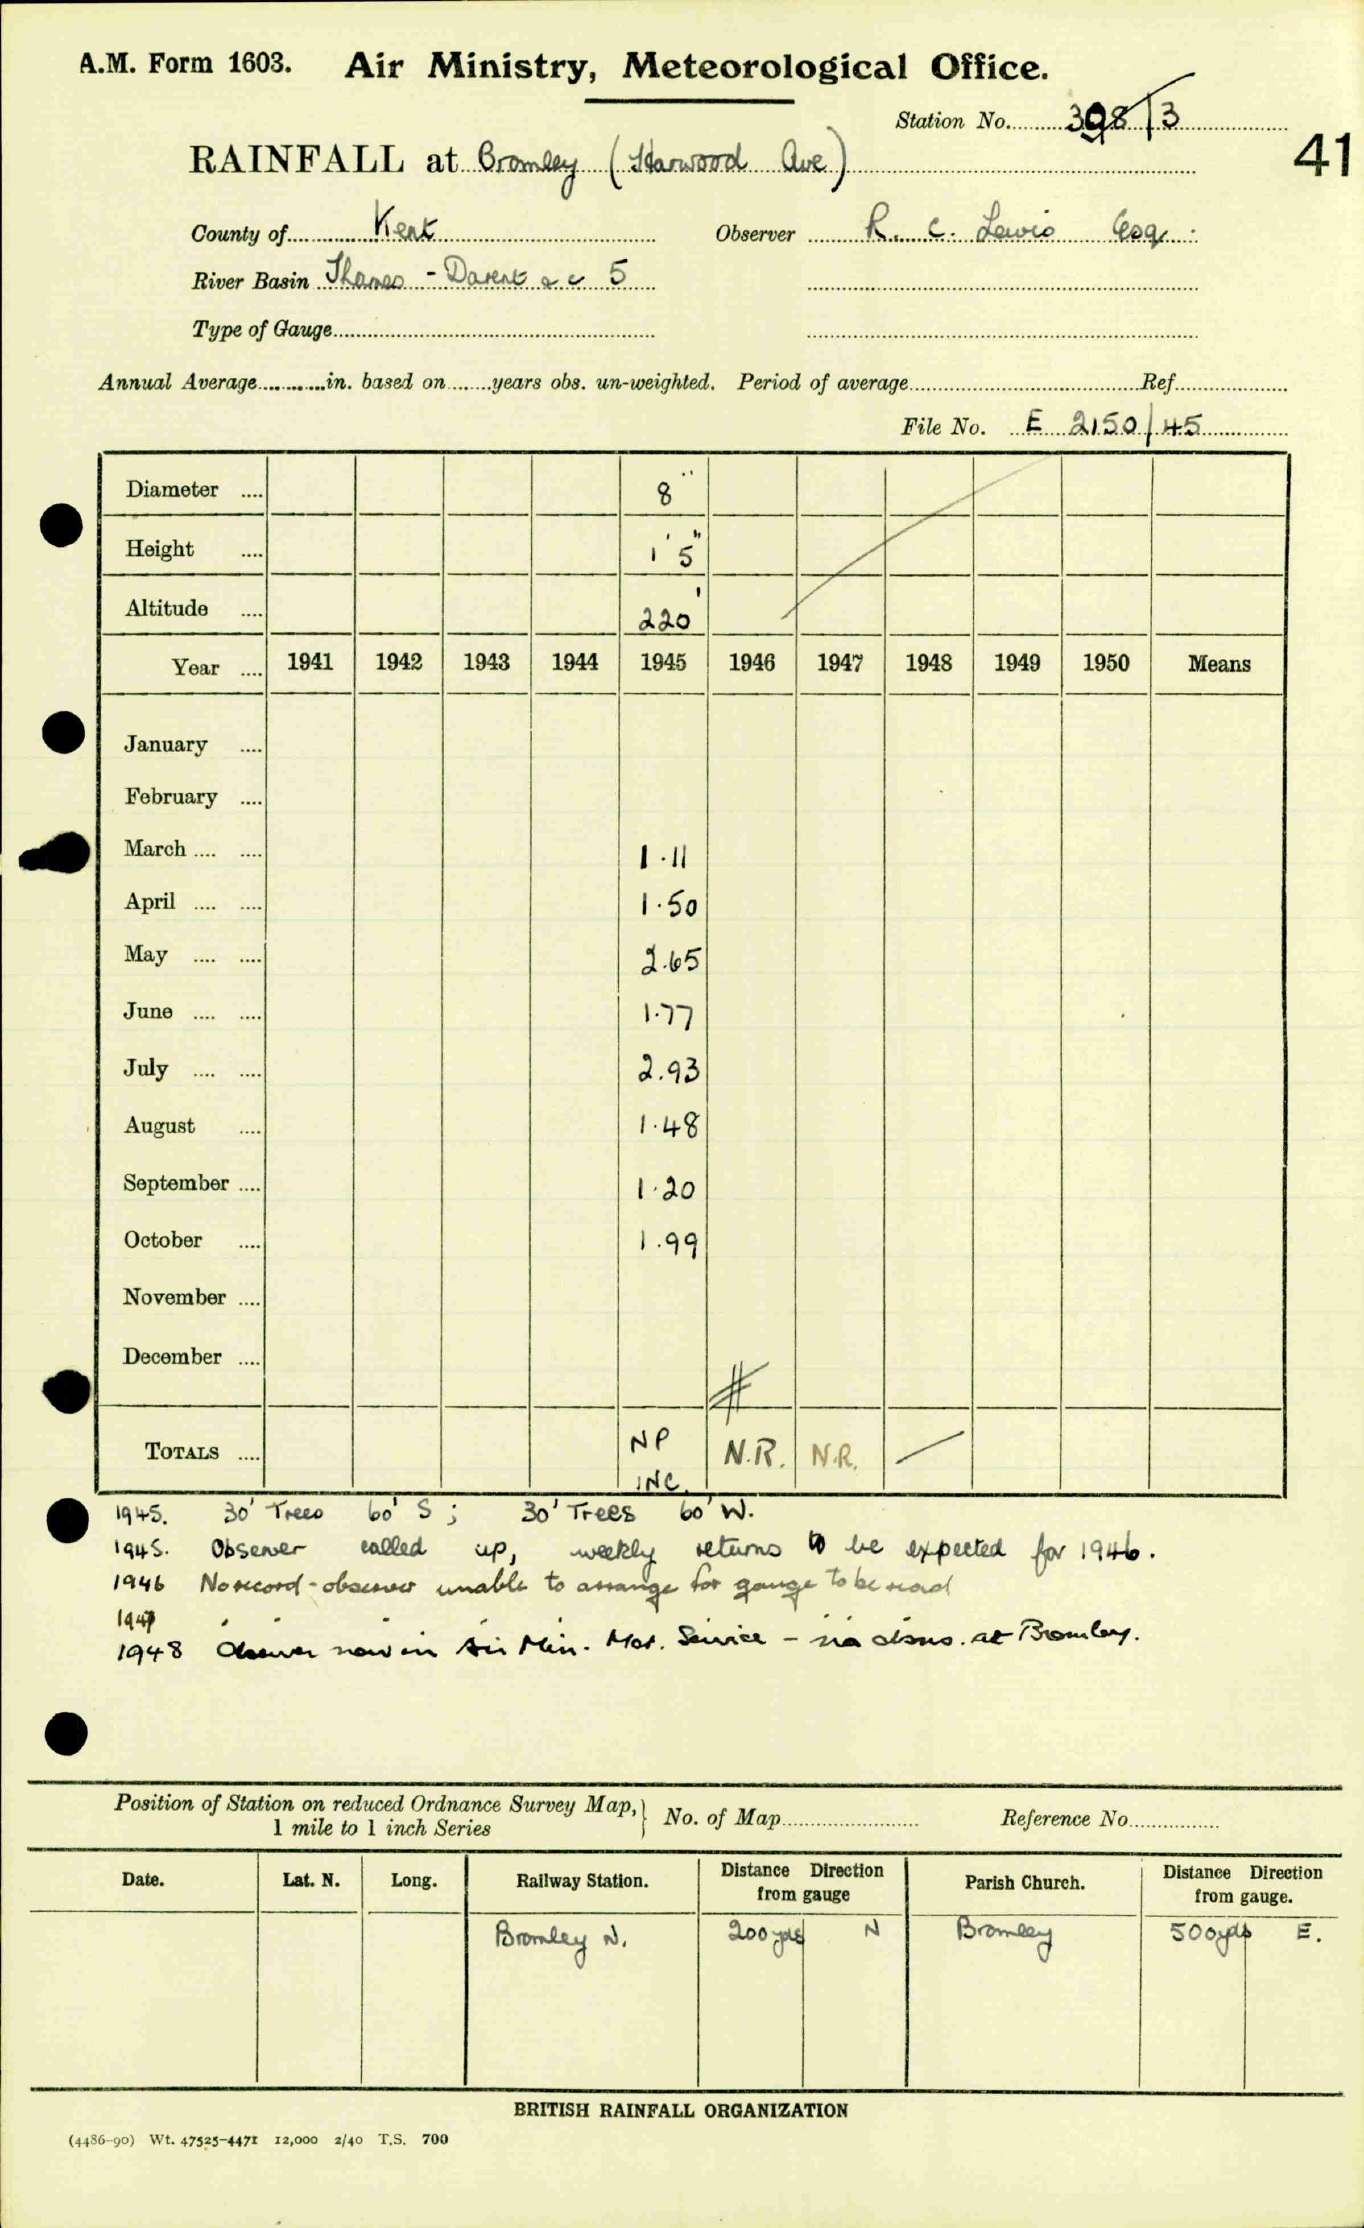 A.M. Form 1603. Air Ministry, Meteorological Office.
Station No. 398/3
41
RAINFALL at Bromley (Harwood Ave)
County of Kent Observer R. C. Lewis Esq.
River Basin Thames - Darent &c 5
Type of Gauge
Annual Average in. based on years obs. un-weighted. Period of average Ref.
File No. E 2150/45
Diameter 8"
Height 1' 5"
Altitude 220'
Year 1941 1942 1943 1944 1945 1946 1947 1948 1949 1950 Means
January
February
March 1.11
April 1.50
May 2.65
June 1.77
July 2.93
August 1.48
September 1.20
October 1.99
November
December
TOTALS NP INC. N.R. N.R.
1945. 30' Trees 60' S; 30' Trees 60' W.
1945. Observer called up, weekly returns to be expected for 1946.
1946 No record - observer unable to arrange for gauge to be read
1947 " "
1948 Observer now in Air Min. Met. Service - no obsns. at Bromley.
Position of Station on reduced Ordnance Survey Map, 1 mile to 1 inch Series } No. of Map Reference No.
Date. Lat. N. Long. Railway Station. Distance Direction from gauge Parish Church. Distance Direction from gauge.
Bromley N. 200yds N Bromley 500yds E.
BRITISH RAINFALL ORGANIZATION
(4486-90) Wt. 47525-4471 12,000 2/40 T.S. 700